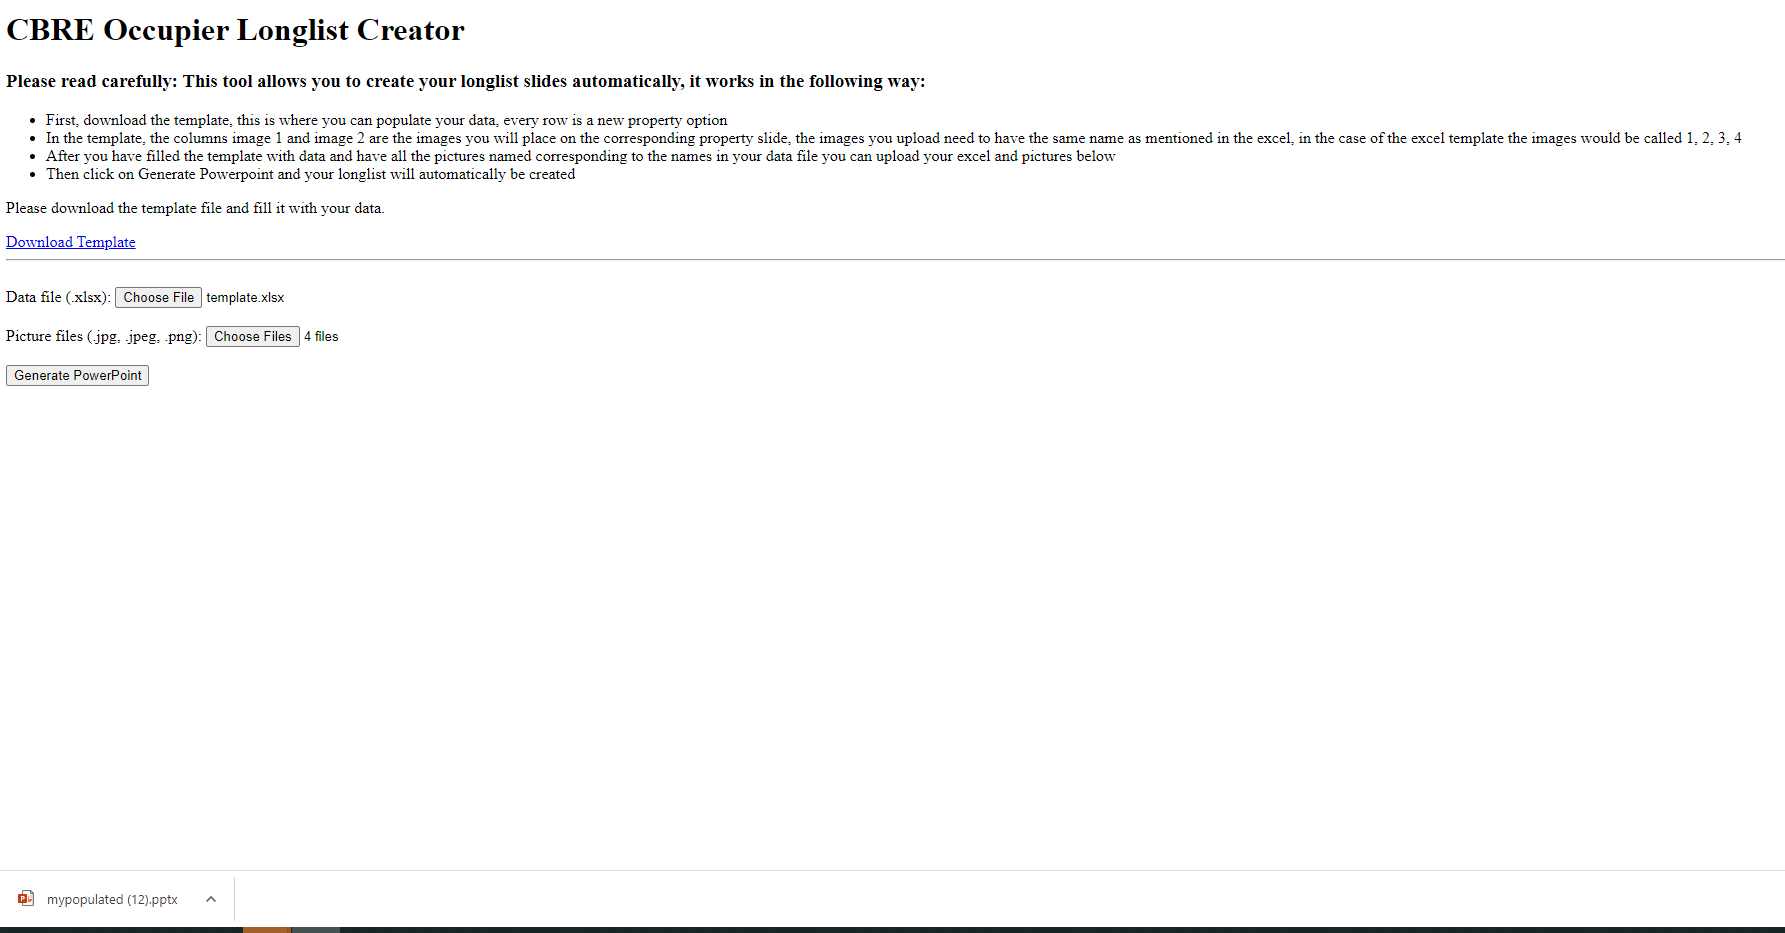 CBRE Occupier Longlist Creator
Please read carefully: This tool allows you to create your longlist slides automatically, it works in the following way:
First, download the template, this is where you can populate your data, every row is a new property option
In the template, the columns image 1 and image 2 are the images you will place on the corresponding property slide, the images you upload need to have the same name as mentioned in the excel, in the case of the excel template the images would be called 1, 2, 3, 4
After you have filled the template with data and have all the pictures named corresponding to the names in your data file you can upload your excel and pictures below
Then click on Generate Powerpoint and your longlist will automatically be created
Please download the template file and fill it with your data.
Download Template
Data file (.xlsx): Choose File template.xlsx
Picture files (.jpg, .jpeg, .png): Choose Files 4 files
Generate PowerPoint
mypopulated (12).pptx